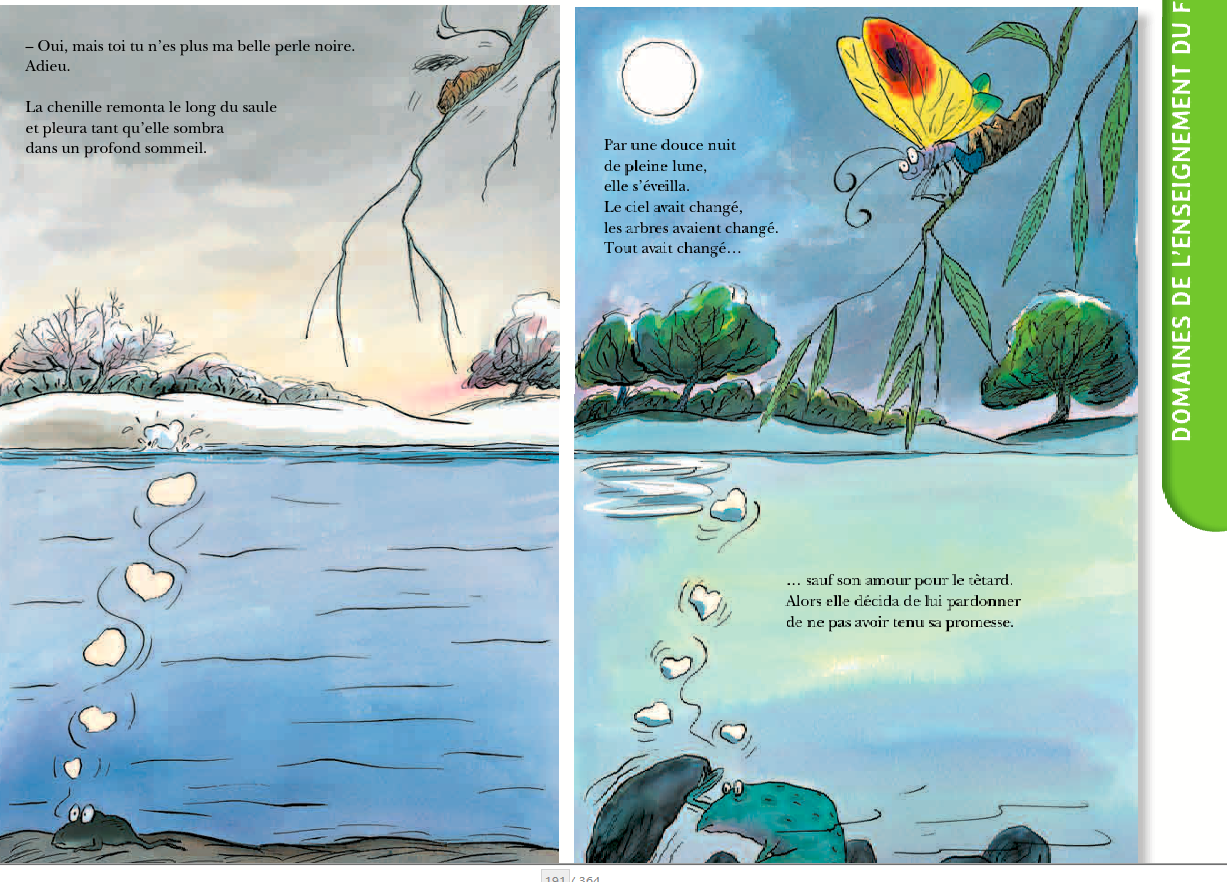 – Oui, mais toi tu n’es plus ma belle perle noire.
Adieu.
La chenille remonta le long du saule
et pleura tant qu’elle sombra
dans un profond sommeil.
Par une douce nuit
de pleine lune,
elle s’éveilla.
Le ciel avait changé,
les arbres avaient changé.
Tout avait changé…
… sauf son amour pour le têtard.
Alors elle décida de lui pardonner
de ne pas avoir tenu sa promesse.
DOMAINES DE L’ENSEIGNEMENT DU F
191 / 364